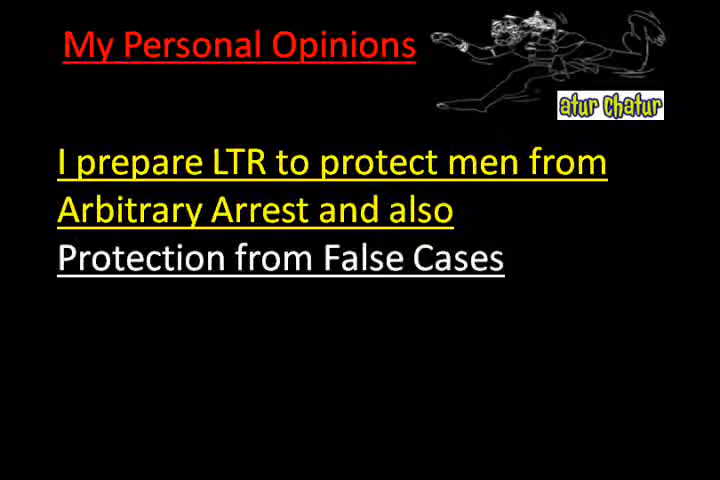 My Personal Opinions
atur chatur
I prepare LTR to protect men from
Arbitrary Arrest and also
Protection from False Cases